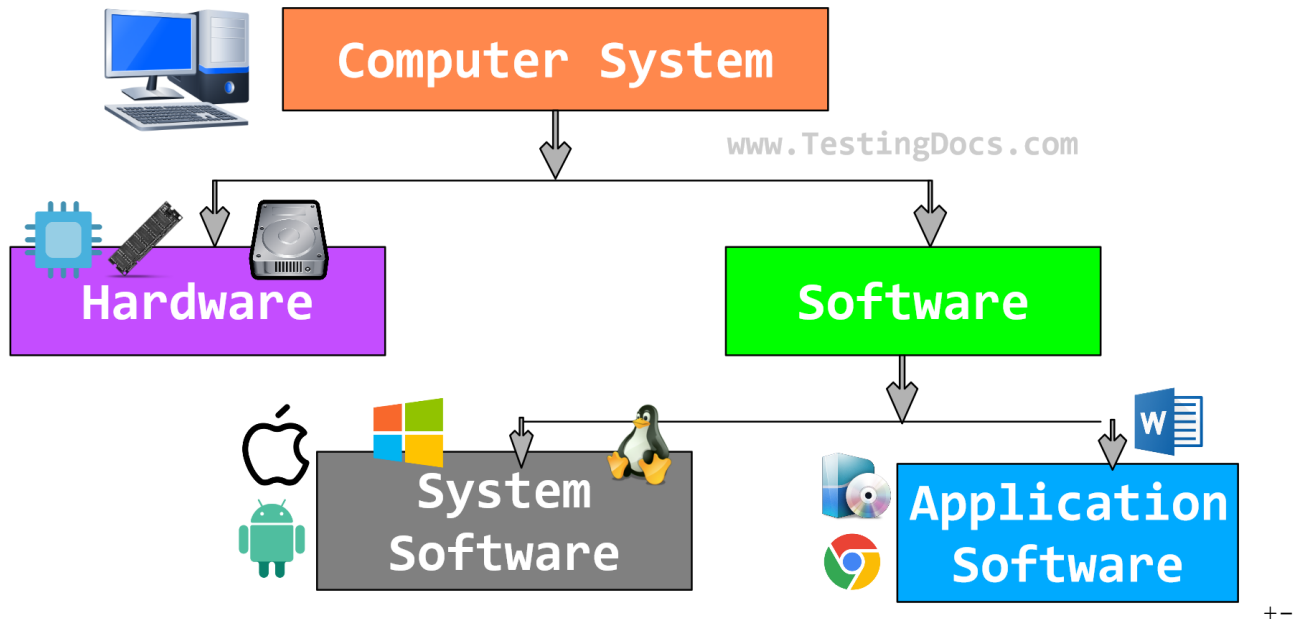 Computer System
www.TestingDocs.com
Hardware
Software
W
System
Software
Application
Software
+-